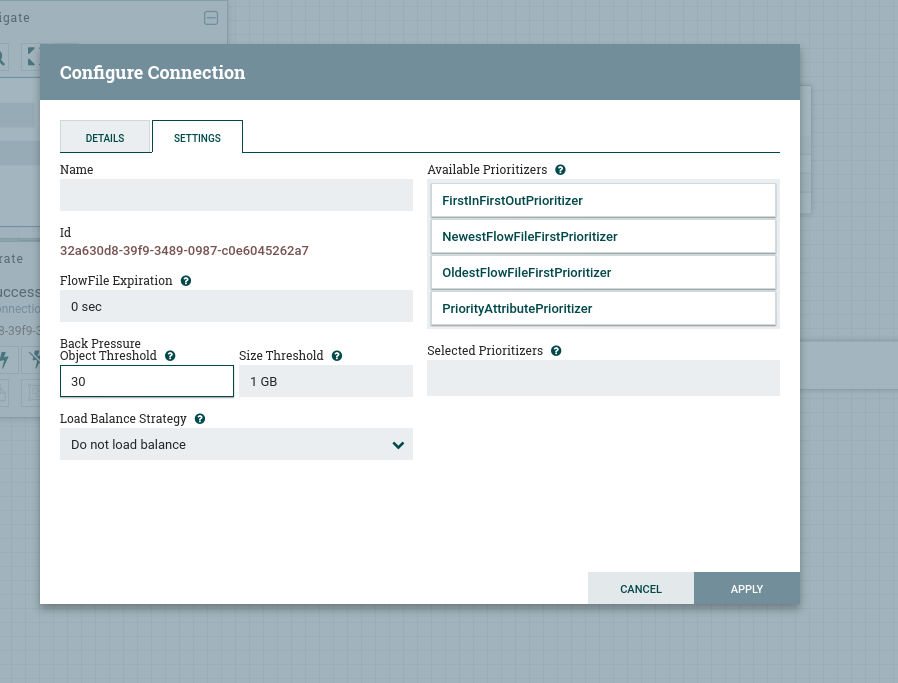 igate
Configure Connection
DETAILS
SETTINGS
Name
Id
32a630d8-39f9-3489-0987-c0e6045262a7
FlowFile Expiration
0 sec
Back Pressure
Object Threshold
Size Threshold
30
1 GB
Load Balance Strategy
Do not load balance
Available Prioritizers
FirstInFirstOutPrioritizer
NewestFlowFileFirstPrioritizer
OldestFlowFileFirstPrioritizer
PriorityAttributePrioritizer
Selected Prioritizers
rate
uccess
onnectio
8-39f9-3
CANCEL
APPLY